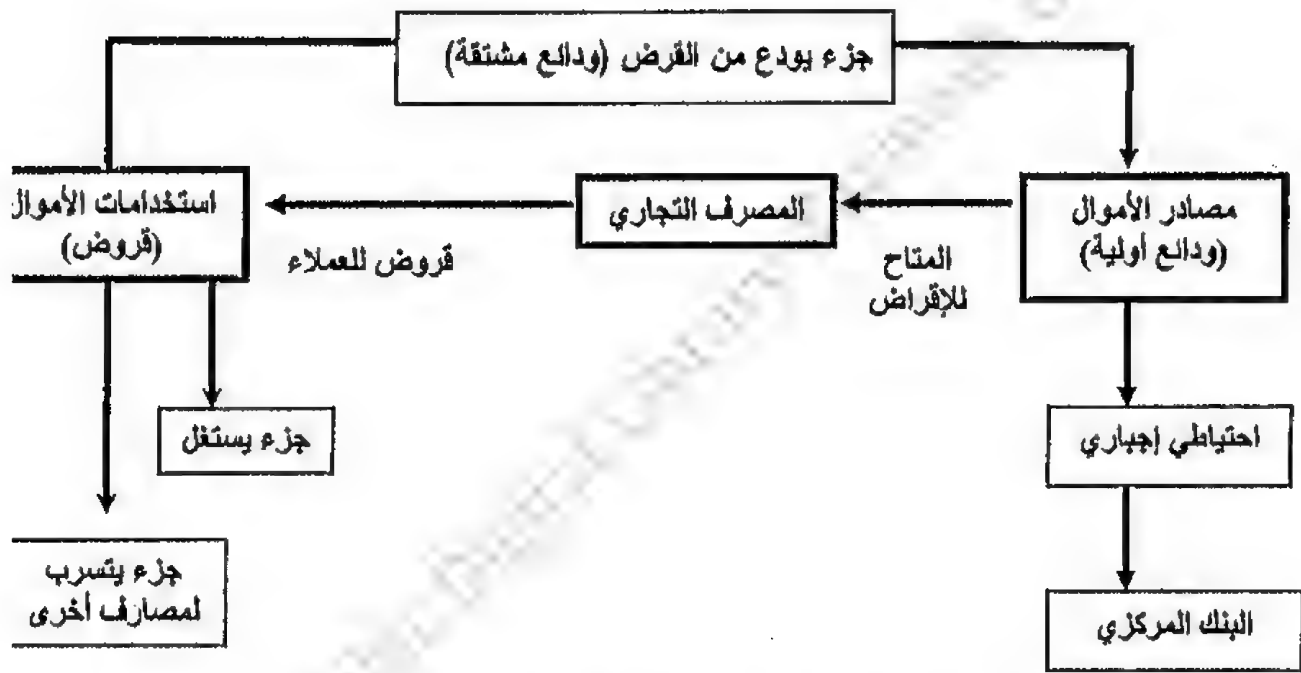 جزء يودع من القرض (ودائع مشتقة)
مصادر الأموال
(ودائع أولية)
المتاح
للإقراض
المصرف التجاري
قروض للعملاء
استخدامات الأموال
(قروض)
احتياطي إجباري
البنك المركزي
جزء يستغل
جزء يتسرب
لمصارف أخرى